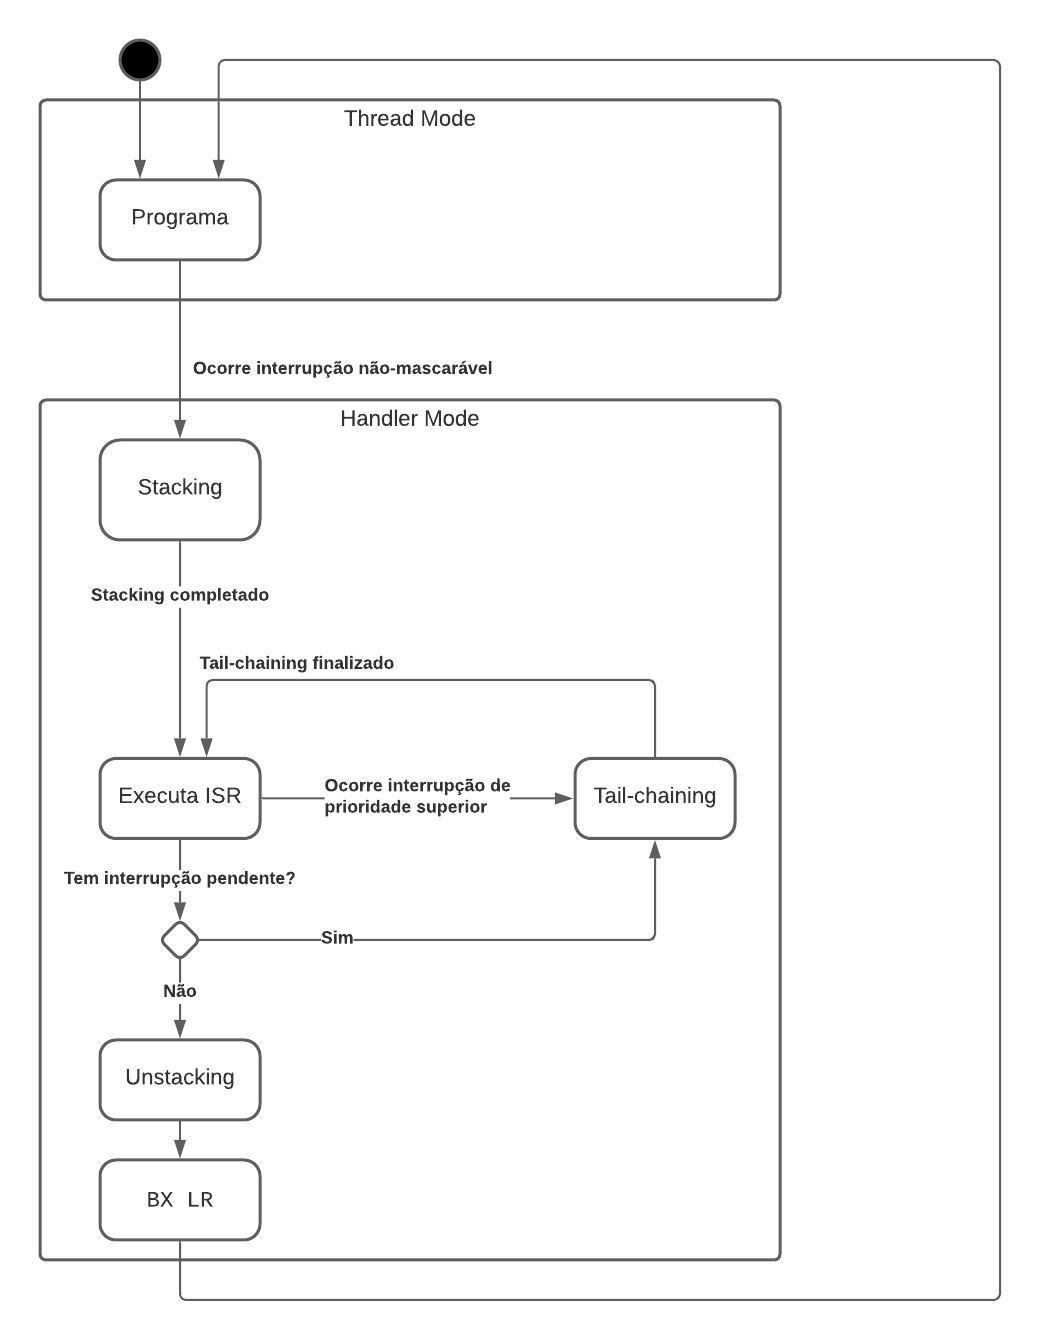 Thread Mode
Programa
Ocorre interrupção não-mascarável
Handler Mode
Stacking
Stacking completado
Tail-chaining finalizado
Executa ISR
Ocorre interrupção de
prioridade superior
Tail-chaining
Tem interrupção pendente?
Sim
Não
Unstacking
BX LR